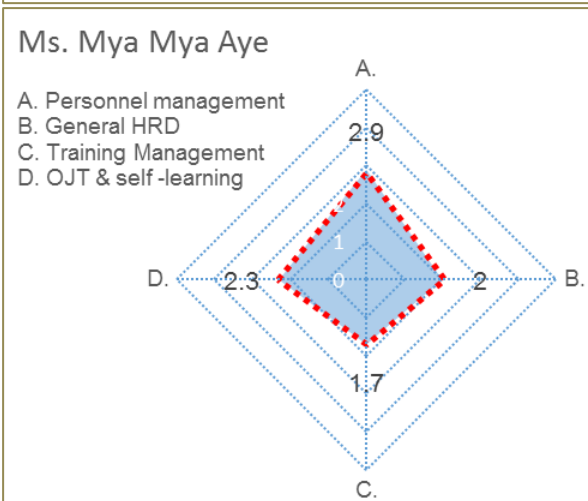 Ms. Mya Mya Aye
A. Personnel management
B. General HRD
C. Training Management
D. OJT & self -learning
A.
2.9
2
1
D.
2.3
0
2
B.
1.7
C.